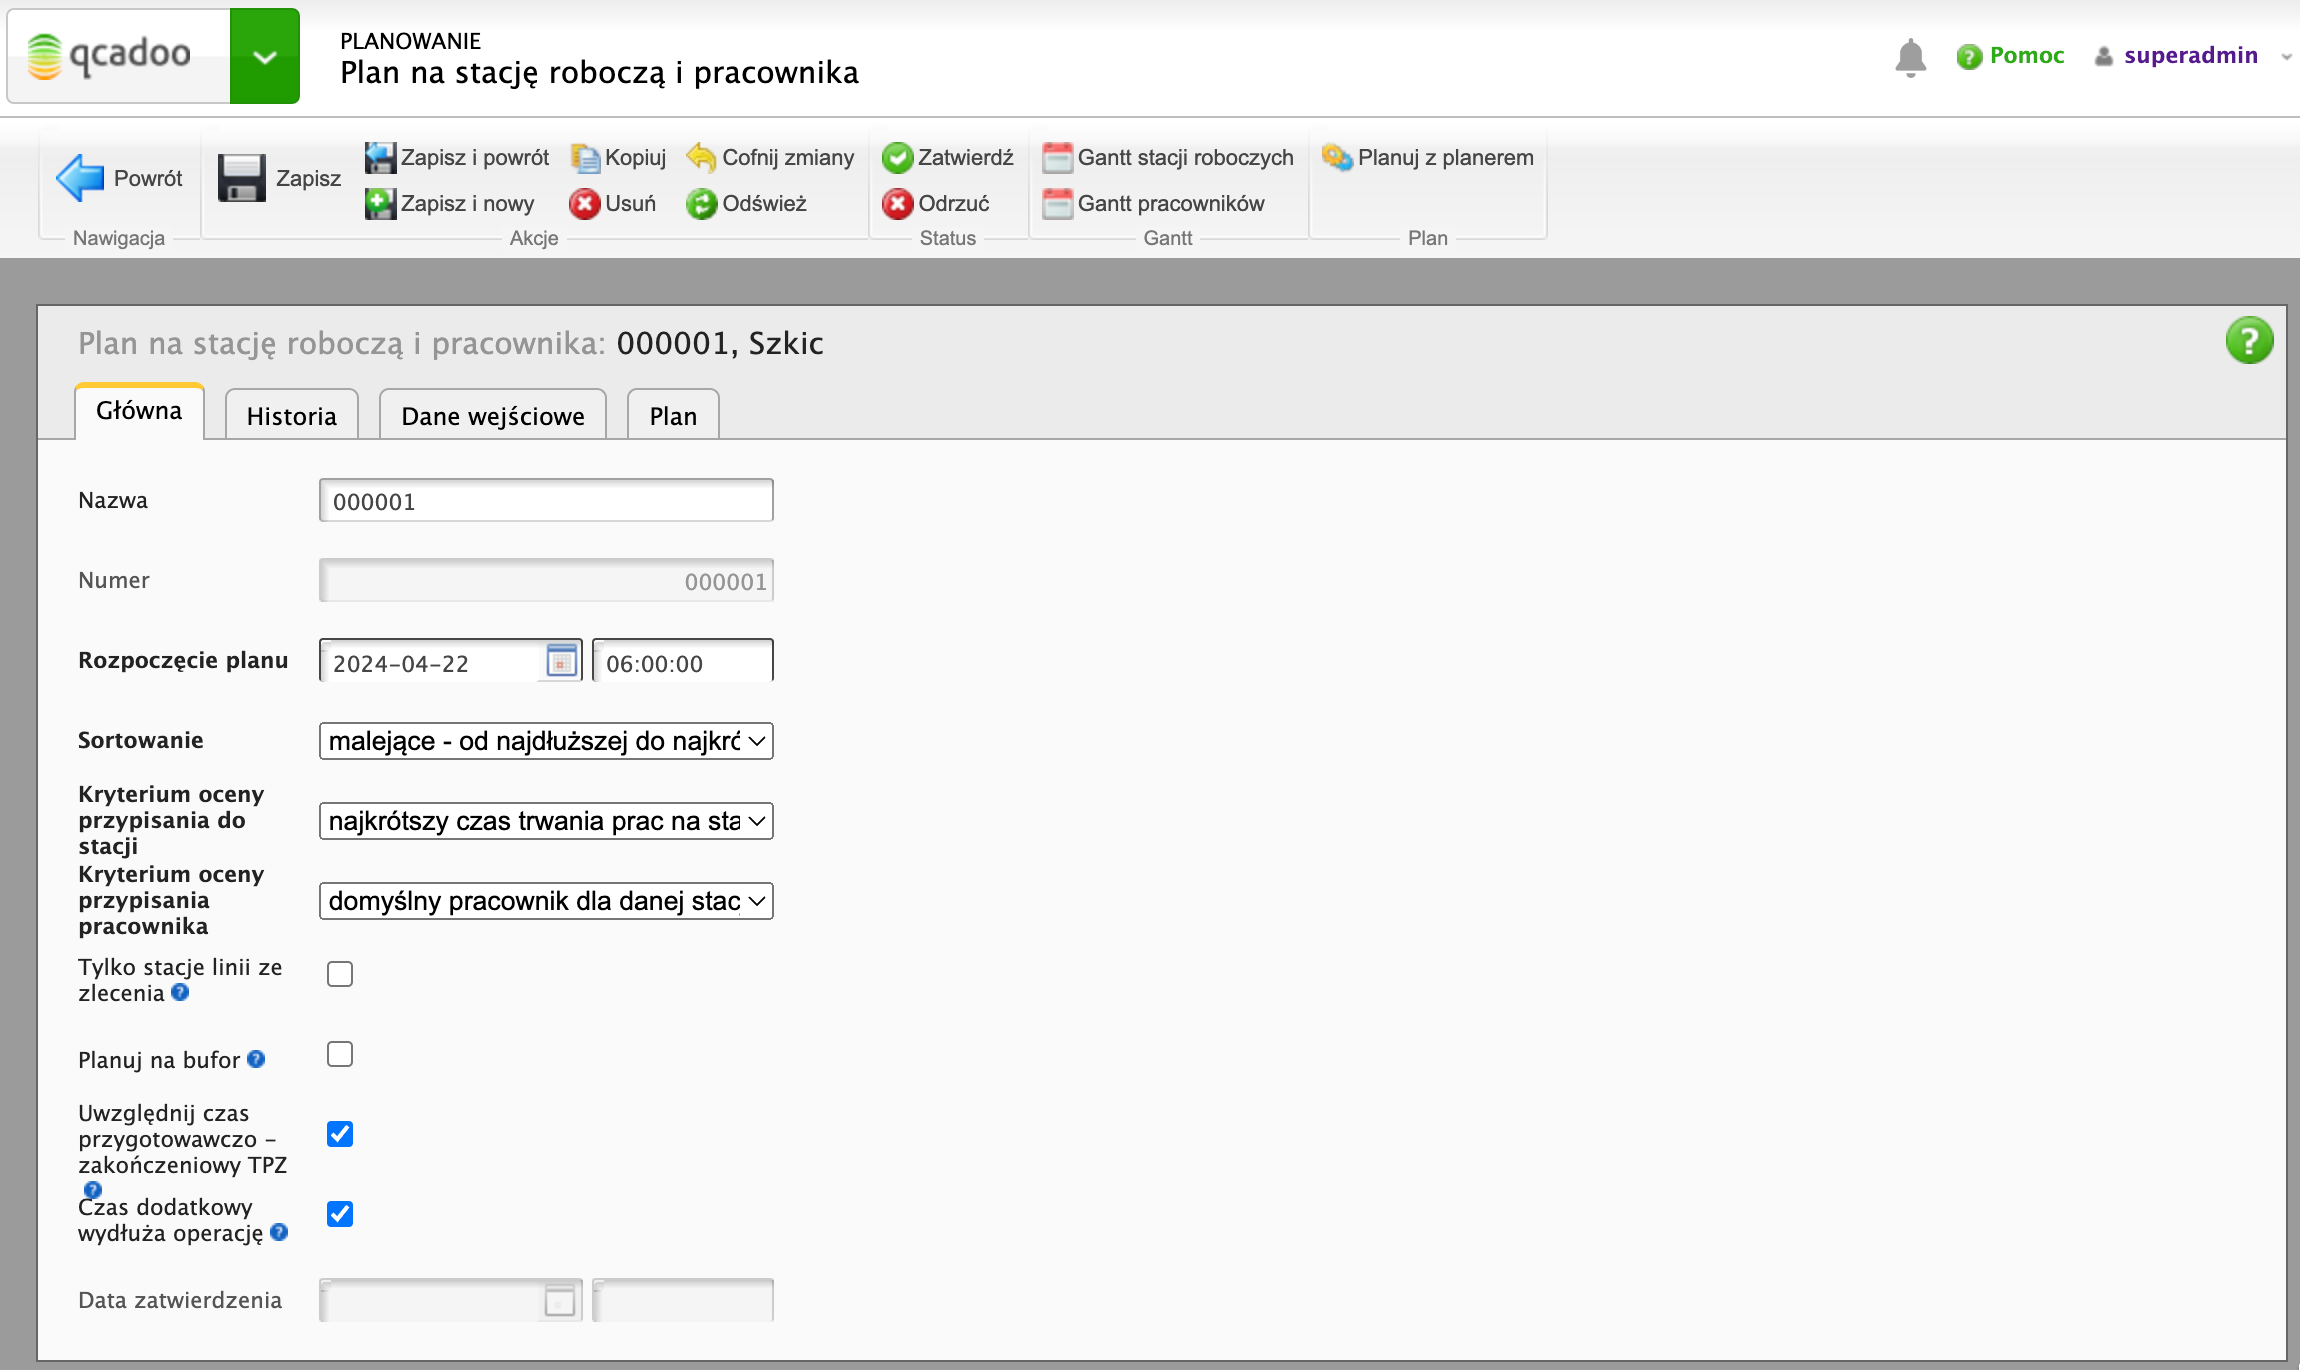 qcadoo
PLANOWANIE
Plan na stację roboczą i pracownika
Pomoc
superadmin
Powrót
Nawigacja
Zapisz
Zapisz i powrót
Kopiuj
Cofnij zmiany
Zapisz i nowy
Usuń
Odśwież
Akcje
Zatwierdź
Odrzuć
Status
Gantt stacji roboczych
Gantt pracowników
Gantt
Planuj z planerem
Plan
Plan na stację roboczą i pracownika: 000001, Szkic
Główna
Historia
Dane wejściowe
Plan
Nazwa
000001
Numer
000001
Rozpoczęcie planu
2024-04-22
06:00:00
Sortowanie
malejące - od najdłuższej do najkró
Kryterium oceny
przypisania do
stacji
najkrótszy czas trwania prac na sta
Kryterium oceny
przypisania
pracownika
domyślny pracownik dla danej stac
Tylko stacje linii ze
zlecenia
Planuj na bufor
Uwzględnij czas
przygotowawczo -
zakończeniowy TPZ
Czas dodatkowy
wydłuża operację
Data zatwierdzenia